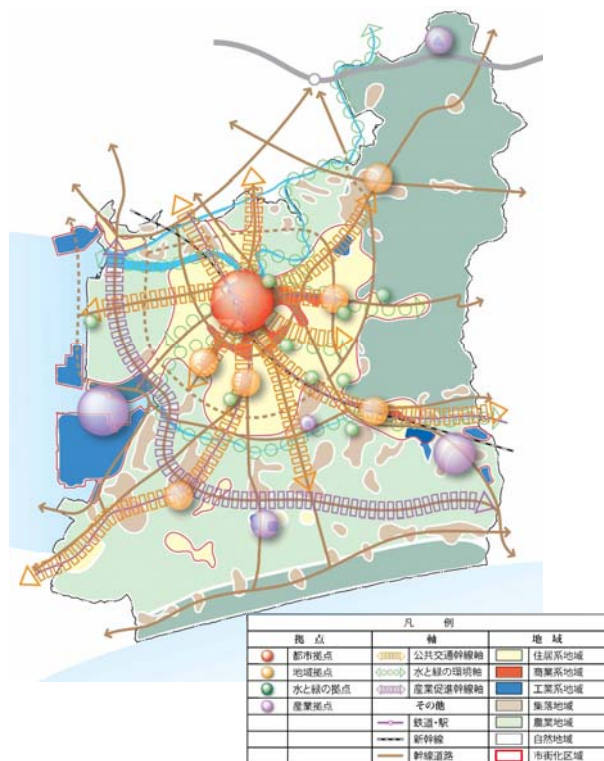 凡 例
拠 点 軸 地 域
都市拠点 公共交通幹線軸 住居系地域
地域拠点 水と緑の環境軸 商業系地域
水と緑の拠点 産業促進幹線軸 工業系地域
産業拠点 その他 集落地域
鉄道・駅 農業地域
新幹線 自然地域
幹線道路 市街化区域